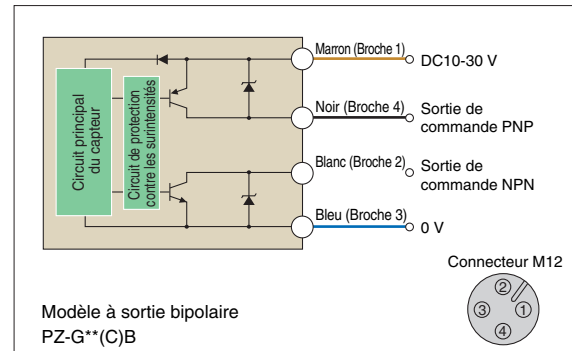 Marron (Broche 1)
DC10-30 V
Circuit principal
du capteur
Circuit de protection
contre les surintensités
Noir (Broche 4)
Sortie de
commande PNP
Blanc (Broche 2)
Sortie de
commande NPN
Bleu (Broche 3)
0 V
Connecteur M12
2
1
3
4
Modèle à sortie bipolaire
PZ-G**(C)B